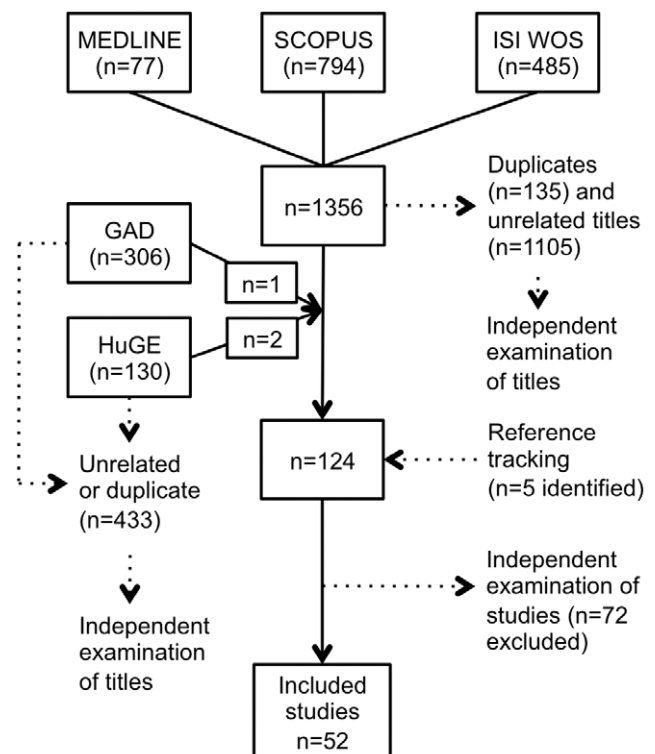 MEDLINE
(n=77)
SCOPUS
(n=794)
ISI WOS
(n=485)
n=1356
Duplicates
(n=135) and
unrelated titles
(n=1105)
GAD
(n=306)
n=1
HuGE
(n=130)
n=2
Independent
examination
of titles
n=124
Reference
tracking
(n=5 identified)
Unrelated
or duplicate
(n=433)
Independent
examination of
studies (n=72
excluded)
Independent
examination
of titles
Included
studies
n=52